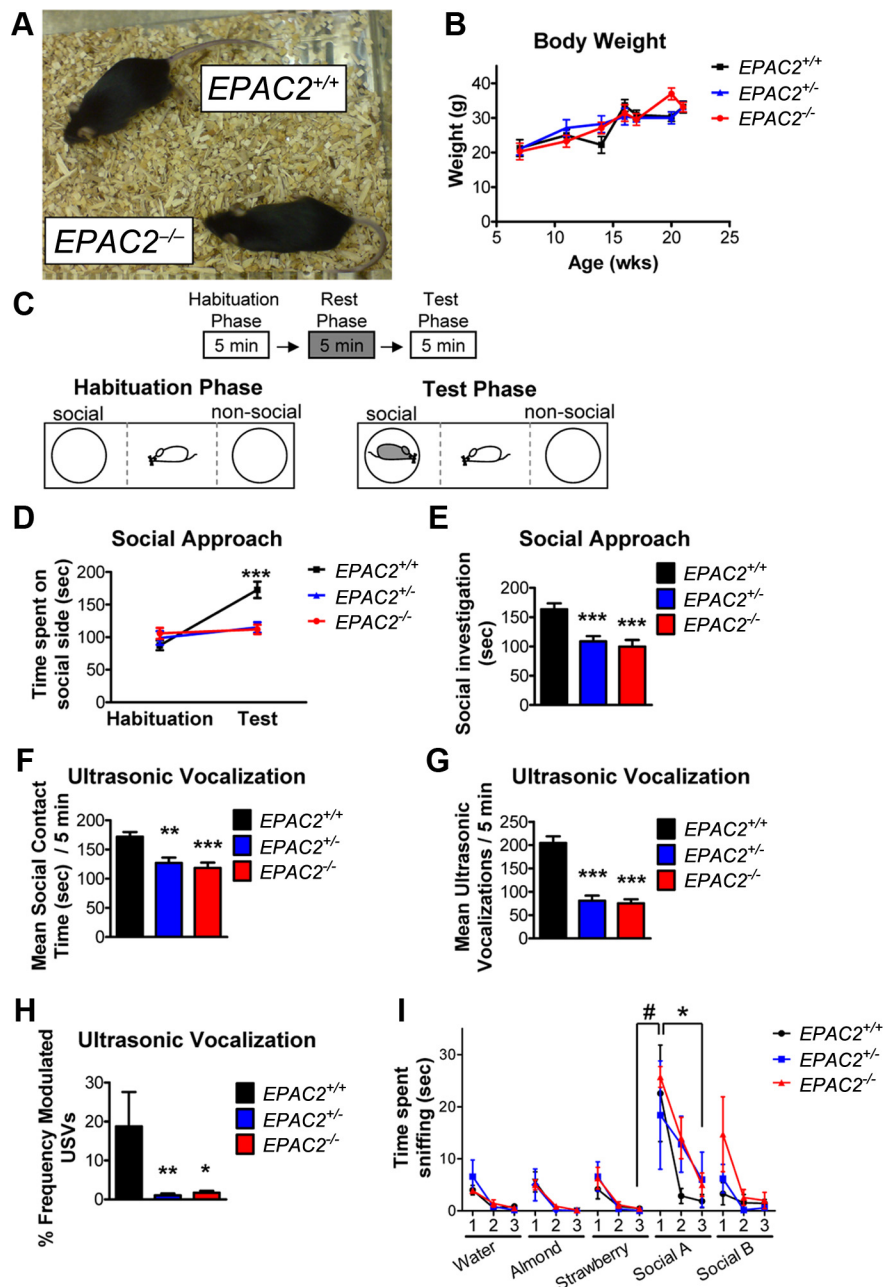 A
EPAC2+/+
EPAC2–/–
B
Body Weight
Weight (g)
40
30
20
10
0
5
10
15
20
25
Age (wks)
EPAC2+/+
EPAC2+/-
EPAC2-/-
C
Habituation Phase
5 min
Rest Phase
5 min
Test Phase
5 min
Habituation Phase
social
non-social
Test Phase
social
non-social
D
Social Approach
Time spent on social side (sec)
200
150
100
50
0
***
Habituation
Test
EPAC2+/+
EPAC2+/-
EPAC2-/-
E
Social Approach
Social investigation (sec)
200
150
100
50
0
***
***
EPAC2+/+
EPAC2+/-
EPAC2-/-
F
Ultrasonic Vocalization
Mean Social Contact Time (sec) / 5 min
200
150
100
50
0
**
***
EPAC2+/+
EPAC2+/-
EPAC2-/-
G
Ultrasonic Vocalization
Mean Ultrasonic Vocalizations / 5 min
250
200
150
100
50
0
***
***
EPAC2+/+
EPAC2+/-
EPAC2-/-
H
Ultrasonic Vocalization
% Frequency Modulated USVs
30
20
10
0
**
*
EPAC2+/+
EPAC2+/-
EPAC2-/-
I
Time spent sniffing (sec)
30
20
10
0
#
*
1 2 3
1 2 3
1 2 3
1 2 3
1 2 3
Water
Almond
Strawberry
Social A
Social B
EPAC2+/+
EPAC2+/-
EPAC2-/-